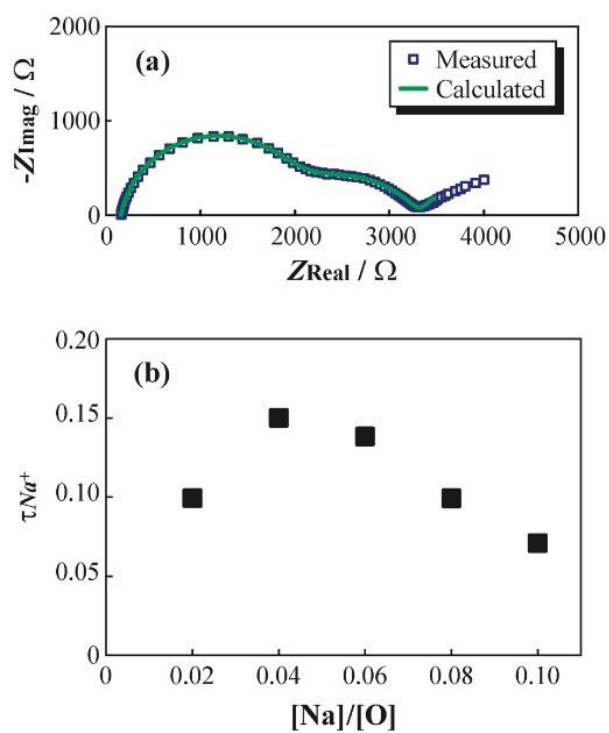 2000
(a)
Measured
Calculated
-ZImag / Ω
1000
0
0
1000
2000
3000
4000
5000
ZReal / Ω
0.20
(b)
0.15
τNa+
0.10
0.05
0
0
0.02
0.04
0.06
0.08
0.10
[Na]/[O]